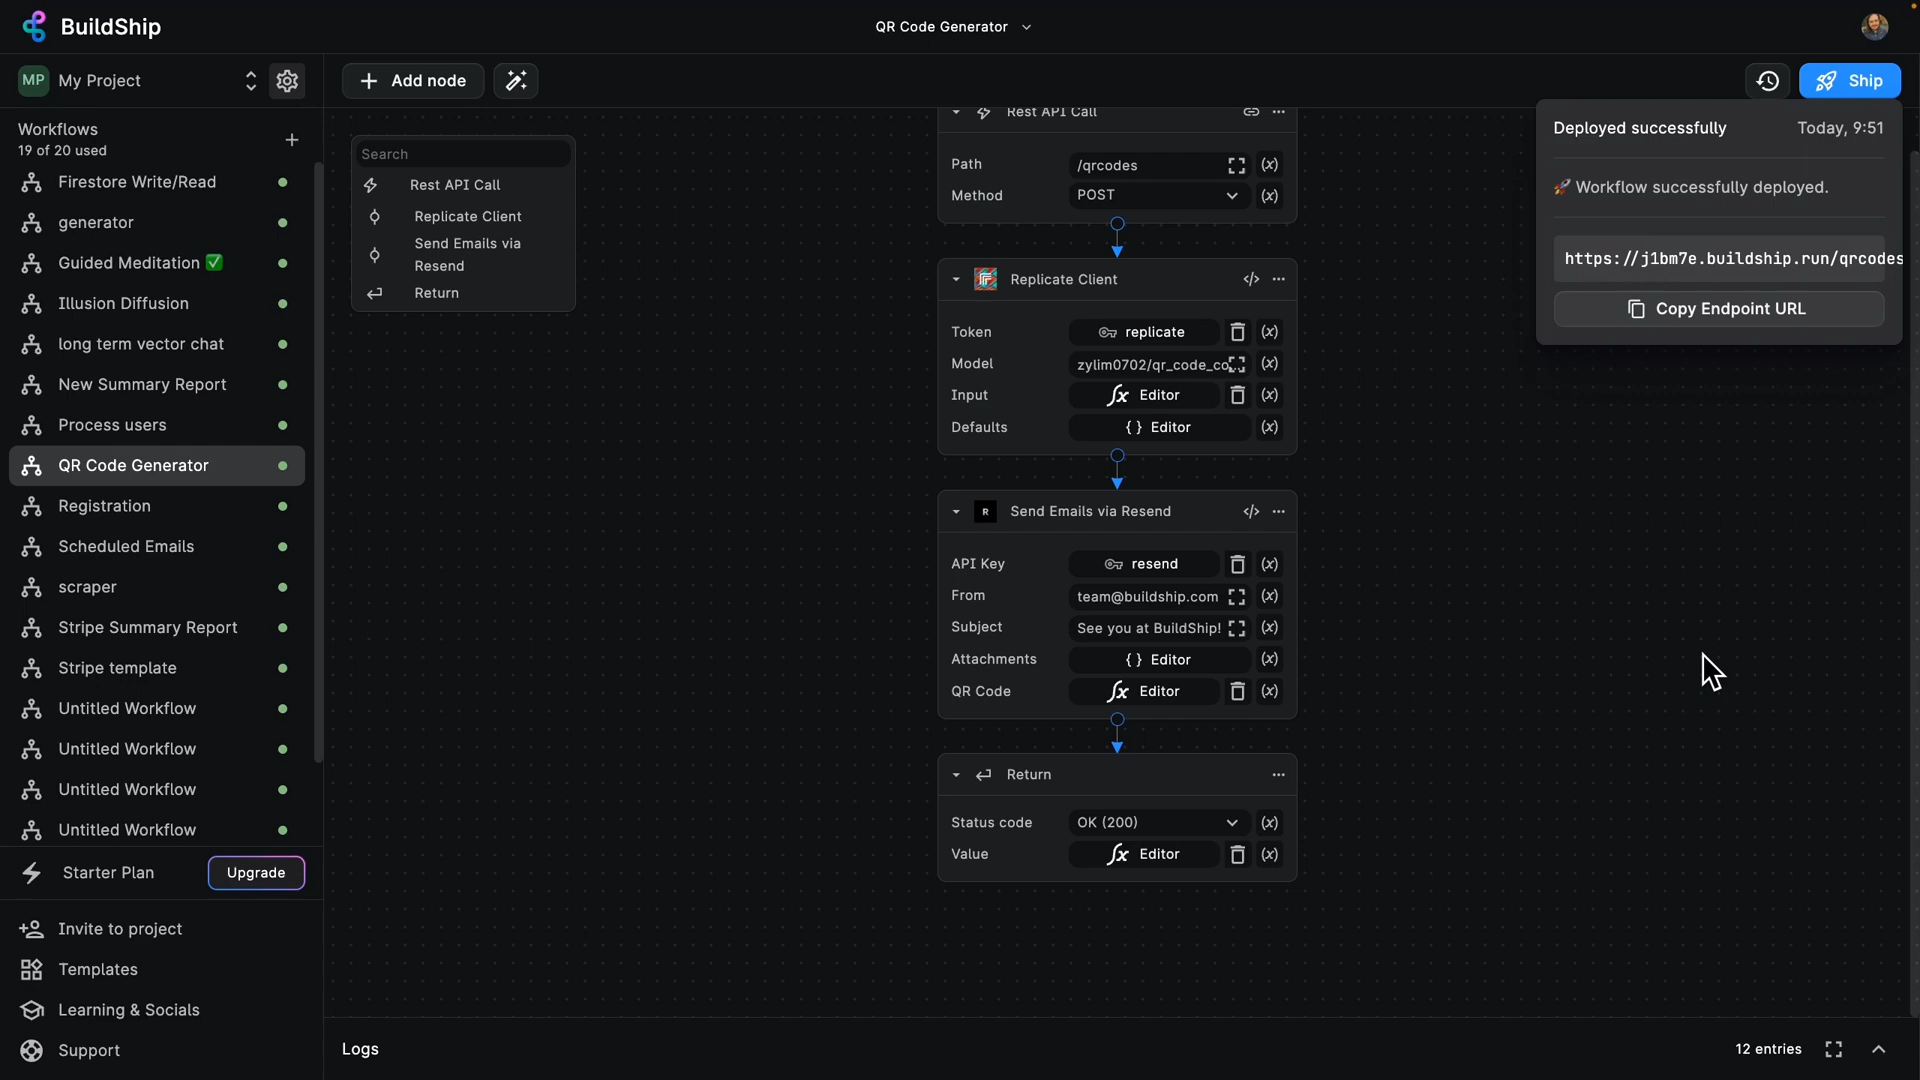 BuildShip
QR Code Generator
MP My Project
Add node
Ship
Workflows
19 of 20 used
Firestore Write/Read
generator
Guided Meditation ✅
Illusion Diffusion
long term vector chat
New Summary Report
Process users
QR Code Generator
Registration
Scheduled Emails
scraper
Stripe Summary Report
Stripe template
Untitled Workflow
Untitled Workflow
Untitled Workflow
Untitled Workflow
Starter Plan
Upgrade
Invite to project
Templates
Learning & Socials
Support
Search
Rest API Call
Replicate Client
Send Emails via
Resend
Return
Rest API Call
Path /qrcodes (x)
Method POST (x)
Replicate Client </>
Token replicate (x)
Model zylim0702/qr_code_co (x)
Input fx Editor (x)
Defaults { } Editor (x)
R Send Emails via Resend </>
API Key resend (x)
From team@buildship.com (x)
Subject See you at BuildShip! (x)
Attachments { } Editor (x)
QR Code fx Editor (x)
Return
Status code OK (200) (x)
Value fx Editor (x)
Deployed successfully Today, 9:51
🚀 Workflow successfully deployed.
https://j1bm7e.buildship.run/qrcodes
Copy Endpoint URL
Logs
12 entries